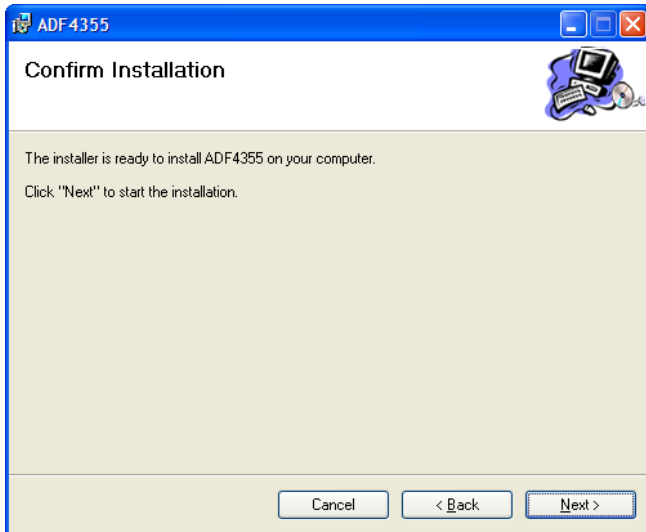 ADF4355
Confirm Installation
The installer is ready to install ADF4355 on your computer.
Click "Next" to start the installation.
Cancel
< Back
Next >